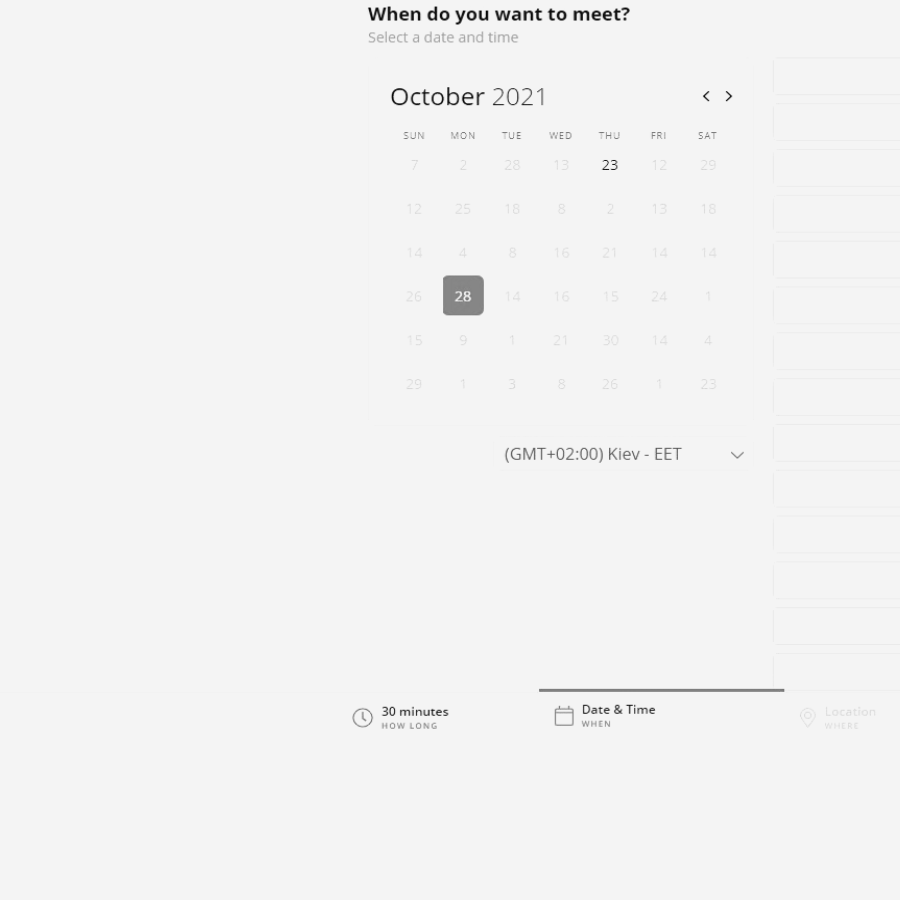 When do you want to meet?
Select a date and time
October 2021
SUN MON TUE WED THU FRI SAT
7 2 28 13 23 12 29
12 25 18 8 2 13 18
14 4 8 16 21 14 14
26 28 14 16 15 24 1
15 9 1 21 30 14 4
29 1 3 8 26 1 23
(GMT+02:00) Kiev - EET
30 minutes
HOW LONG
Date & Time
WHEN
Location
WHERE